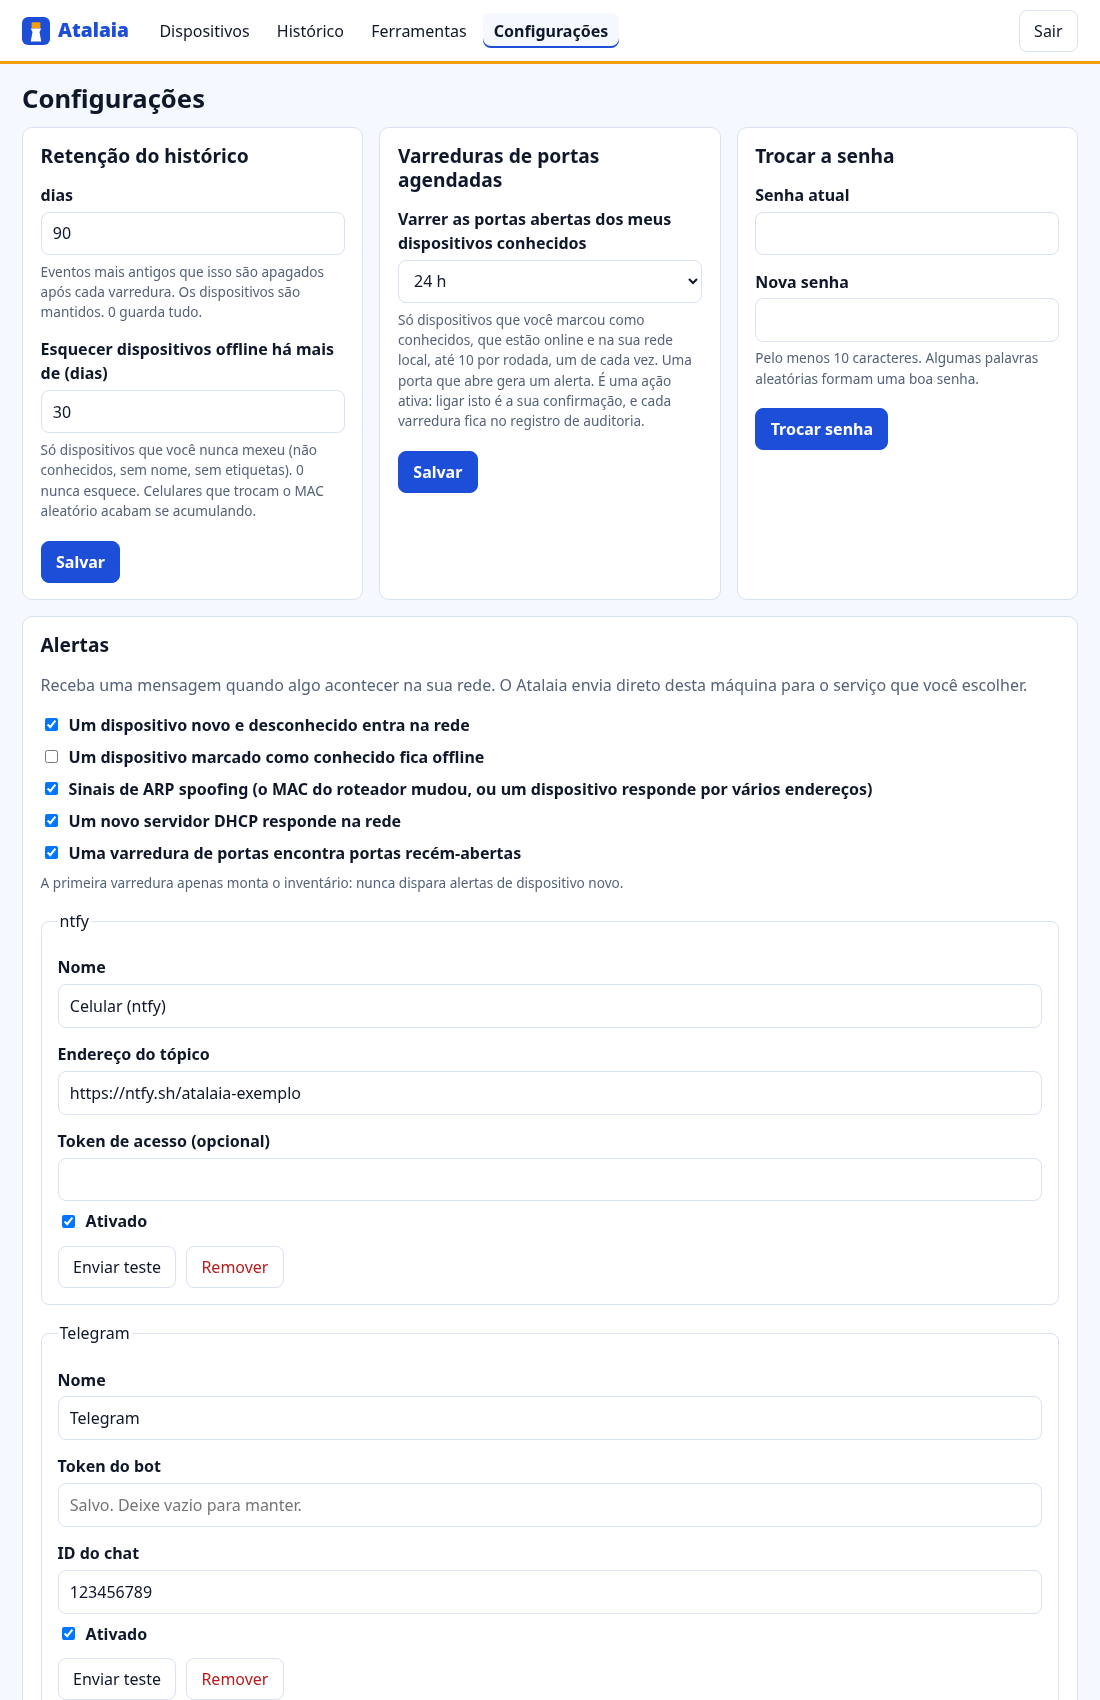 Atalaia
Dispositivos
Histórico
Ferramentas
Configurações
Sair
Configurações
Retenção do histórico
dias
90
Eventos mais antigos que isso são apagados
após cada varredura. Os dispositivos são
mantidos. 0 guarda tudo.
Esquecer dispositivos offline há mais
de (dias)
30
Só dispositivos que você nunca mexeu (não
conhecidos, sem nome, sem etiquetas). 0
nunca esquece. Celulares que trocam o MAC
aleatório acabam se acumulando.
Salvar
Varreduras de portas
agendadas
Varrer as portas abertas dos meus
dispositivos conhecidos
24 h
Só dispositivos que você marcou como
conhecidos, que estão online e na sua rede
local, até 10 por rodada, um de cada vez. Uma
porta que abre gera um alerta. É uma ação
ativa: ligar isto é a sua confirmação, e cada
varredura fica no registro de auditoria.
Salvar
Trocar a senha
Senha atual
Nova senha
Pelo menos 10 caracteres. Algumas palavras
aleatórias formam uma boa senha.
Trocar senha
Alertas
Receba uma mensagem quando algo acontecer na sua rede. O Atalaia envia direto desta máquina para o serviço que você escolher.
Um dispositivo novo e desconhecido entra na rede
Um dispositivo marcado como conhecido fica offline
Sinais de ARP spoofing (o MAC do roteador mudou, ou um dispositivo responde por vários endereços)
Um novo servidor DHCP responde na rede
Uma varredura de portas encontra portas recém-abertas
A primeira varredura apenas monta o inventário: nunca dispara alertas de dispositivo novo.
ntfy
Nome
Celular (ntfy)
Endereço do tópico
https://ntfy.sh/atalaia-exemplo
Token de acesso (opcional)
Ativado
Enviar teste
Remover
Telegram
Nome
Telegram
Token do bot
Salvo. Deixe vazio para manter.
ID do chat
123456789
Ativado
Enviar teste
Remover